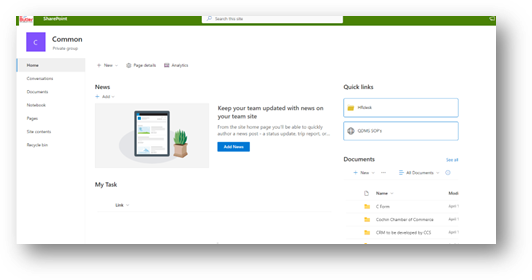 SharePoint
Search this site
C
Common
Private group
New
Page details
Analytics
Home
Conversations
Documents
Notebook
Pages
Site contents
Recycle bin
News
Add
Keep your team updated with news on
your team site
From the site home page you'll be able to quickly
author a news post - a status update, trip report,...
Add News
My Task
Link
Quick links
GDMS SOP's
Documents
See all
New
All Documents
Name
Modi
C Form
April
Cochin Chamber of Commerce
April
CRM to be developed by CCS
April